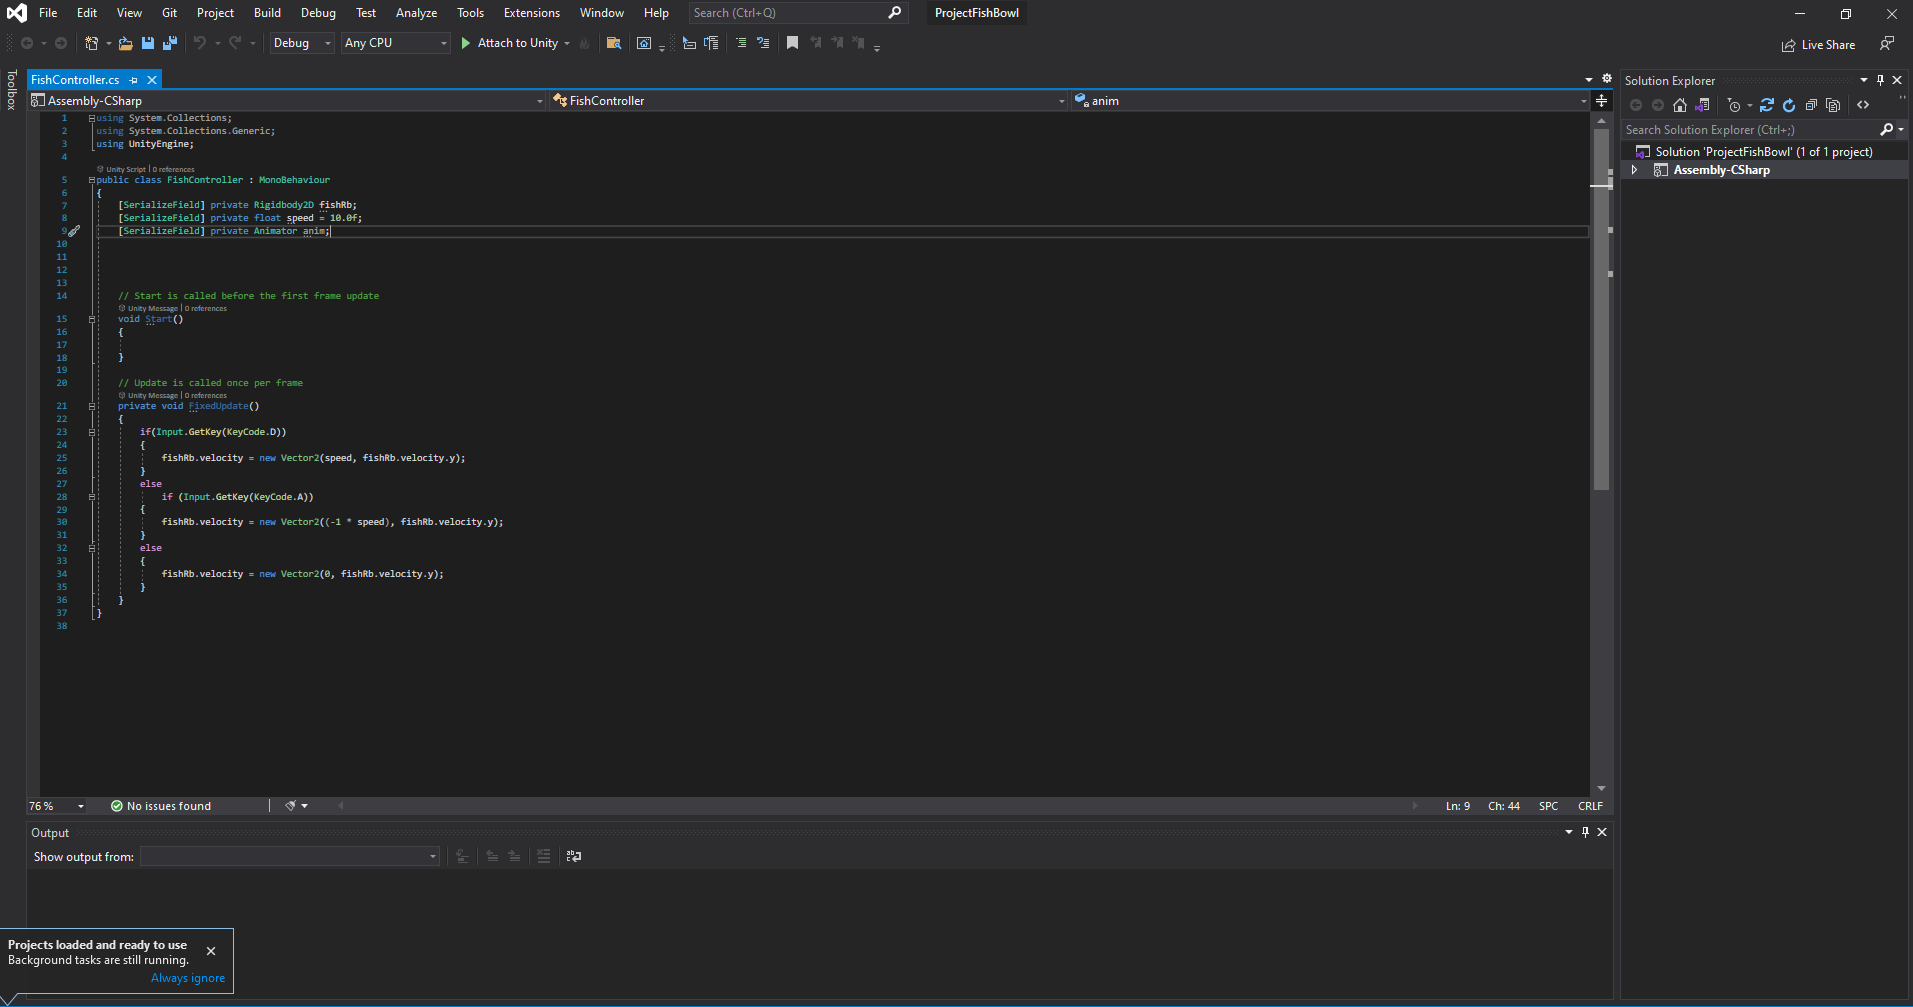 File Edit View Git Project Build Debug Test Analyze Tools Extensions Window Help Search (Ctrl+Q) ProjectFishBowl
Debug Any CPU Attach to Unity Live Share
Toolbox
FishController.cs
Assembly-CSharp FishController anim
1 using System.Collections;
2 using System.Collections.Generic;
3 using UnityEngine;
4
Unity Script | 0 references
5 public class FishController : MonoBehaviour
6 {
7 [SerializeField] private Rigidbody2D fishRb;
8 [SerializeField] private float speed = 10.0f;
9 [SerializeField] private Animator anim;
10
11
12
13
14 // Start is called before the first frame update
Unity Message | 0 references
15 void Start()
16 {
17
18 }
19
20 // Update is called once per frame
Unity Message | 0 references
21 private void FixedUpdate()
22 {
23 if(Input.GetKey(KeyCode.D))
24 {
25 fishRb.velocity = new Vector2(speed, fishRb.velocity.y);
26 }
27 else
28 if (Input.GetKey(KeyCode.A))
29 {
30 fishRb.velocity = new Vector2((-1 * speed), fishRb.velocity.y);
31 }
32 else
33 {
34 fishRb.velocity = new Vector2(0, fishRb.velocity.y);
35 }
36 }
37 }
38
76 % No issues found Ln: 9 Ch: 44 SPC CRLF
Output
Show output from:
Projects loaded and ready to use
Background tasks are still running.
Always ignore
Solution Explorer
Search Solution Explorer (Ctrl+;)
Solution 'ProjectFishBowl' (1 of 1 project)
Assembly-CSharp